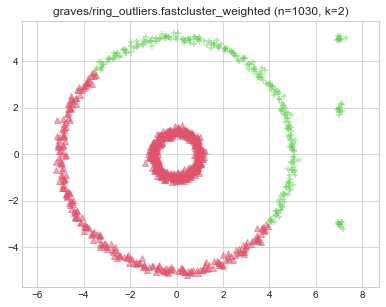 graves/ring_outliers.fastcluster_weighted (n=1030, k=2)
4
2
0
−2
−4
−6 −4 −2 0 2 4 6 8